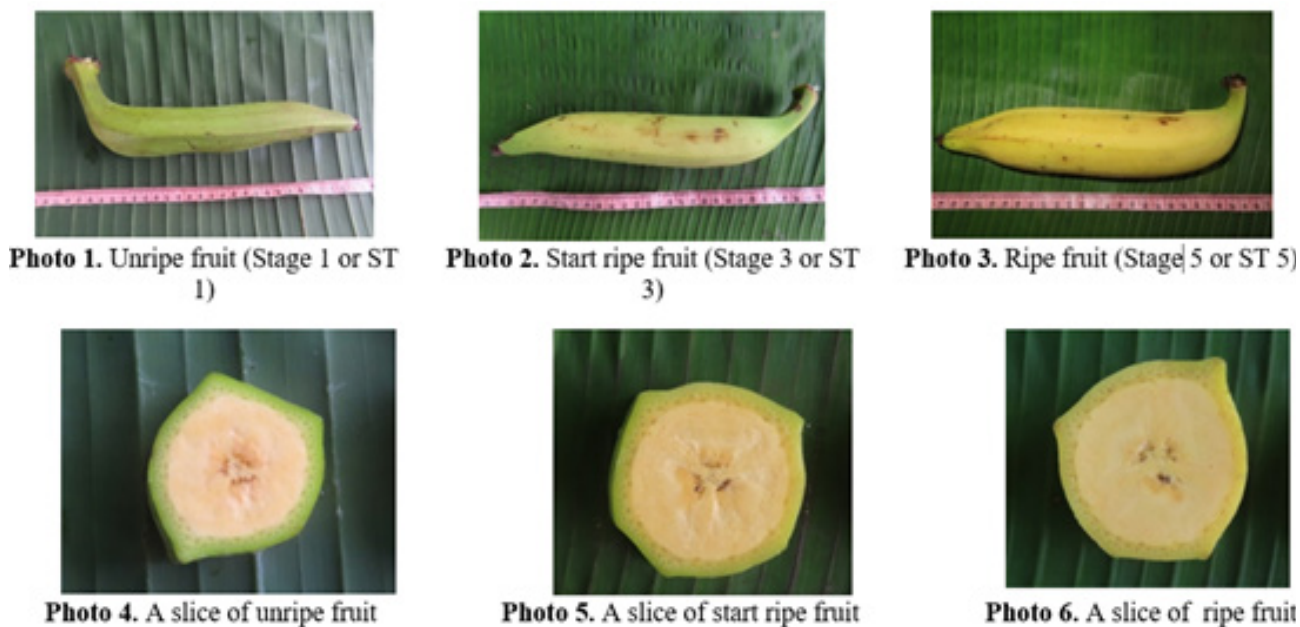 Photo 1. Unripe fruit (Stage 1 or ST
1)
Photo 2. Start ripe fruit (Stage 3 or ST
3)
Photo 3. Ripe fruit (Stage 5 or ST 5)
Photo 4. A slice of unripe fruit
Photo 5. A slice of start ripe fruit
Photo 6. A slice of ripe fruit